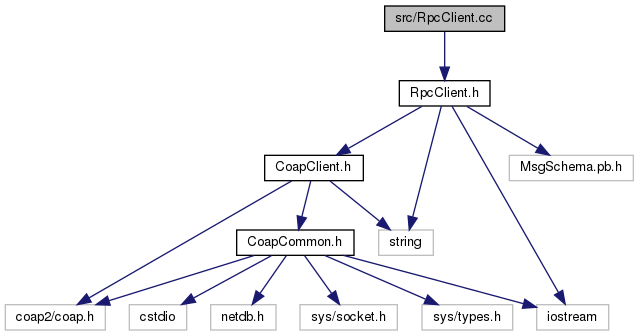 src/RpcClient.cc
RpcClient.h
CoapClient.h
MsgSchema.pb.h
CoapCommon.h
string
coap2/coap.h
cstdio
netdb.h
sys/socket.h
sys/types.h
iostream